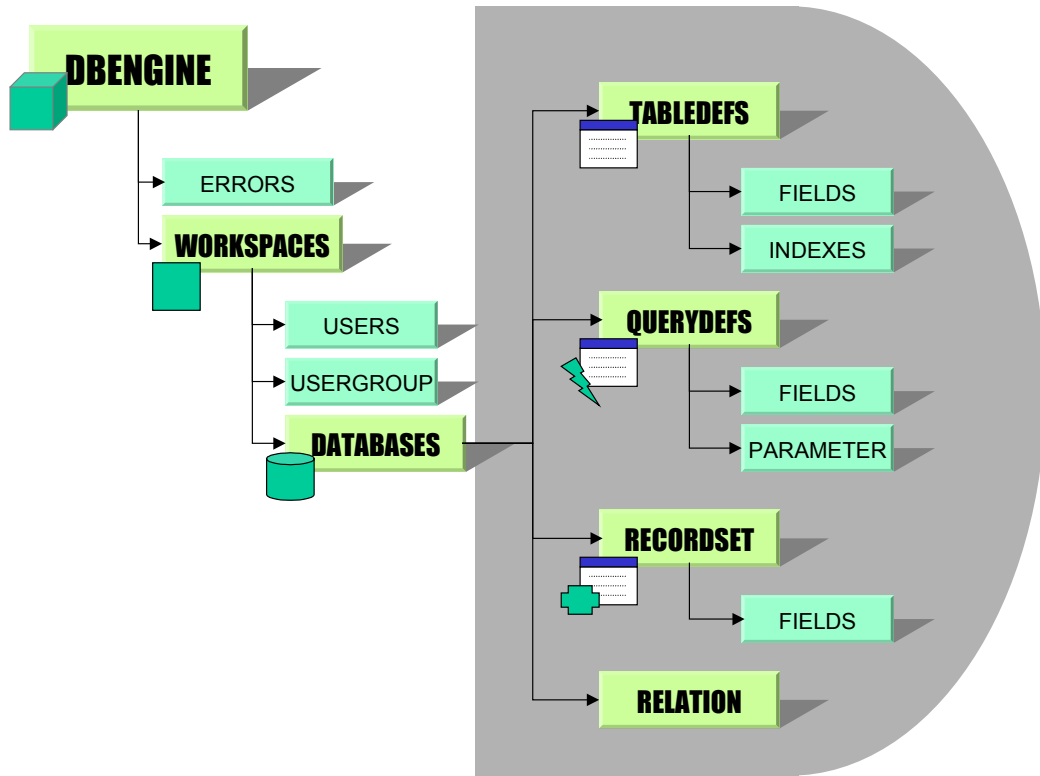 DBENGINE
ERRORS
WORKSPACES
USERS
USERGROUP
DATABASES
TABLEDEFS
FIELDS
INDEXES
QUERYDEFS
FIELDS
PARAMETER
RECORDSET
FIELDS
RELATION